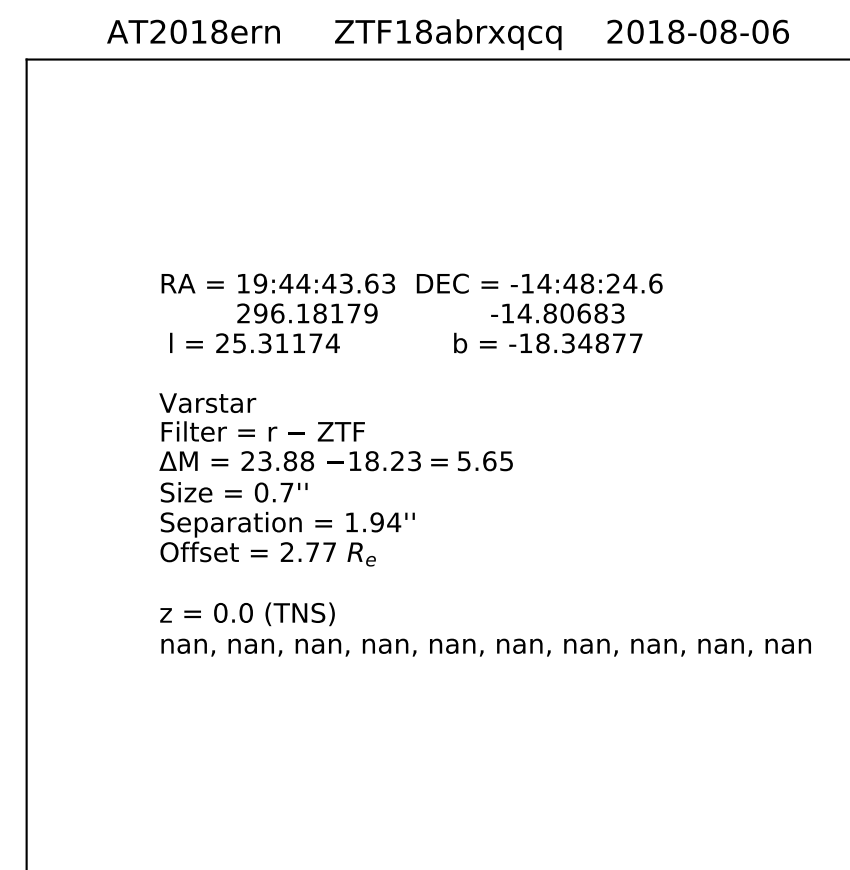 AT2018ern ZTF18abrxqcq 2018-08-06
RA = 19:44:43.63 DEC = -14:48:24.6
296.18179 -14.80683
l = 25.31174 b = -18.34877
Varstar
Filter = r − ZTF
ΔM = 23.88 −18.23 = 5.65
Size = 0.7''
Separation = 1.94''
Offset = 2.77 Re
z = 0.0 (TNS)
nan, nan, nan, nan, nan, nan, nan, nan, nan, nan